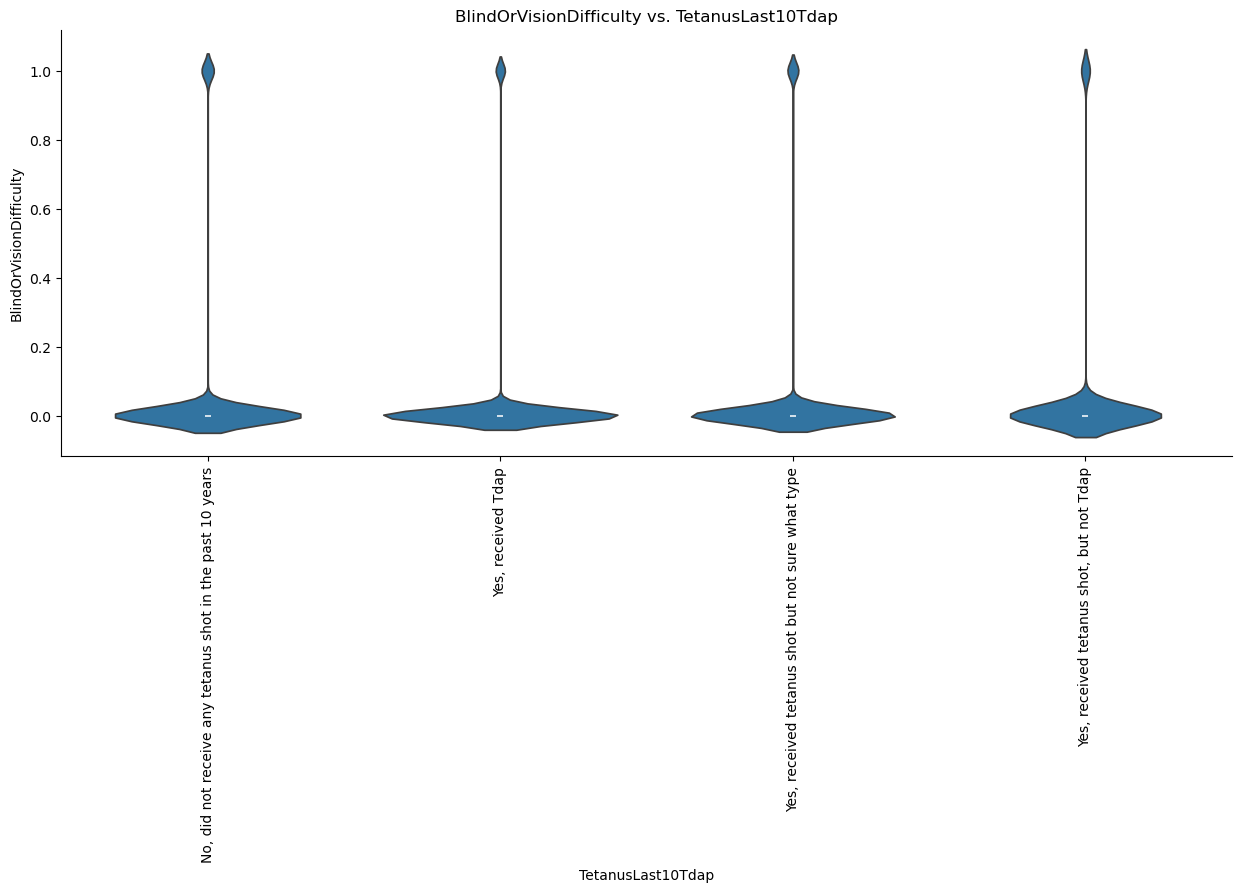 BlindOrVisionDifficulty vs. TetanusLast10Tdap
BlindOrVisionDifficulty
1.0
0.8
0.6
0.4
0.2
0.0
No, did not receive any tetanus shot in the past 10 years
Yes, received Tdap
Yes, received tetanus shot but not sure what type
Yes, received tetanus shot, but not Tdap
TetanusLast10Tdap